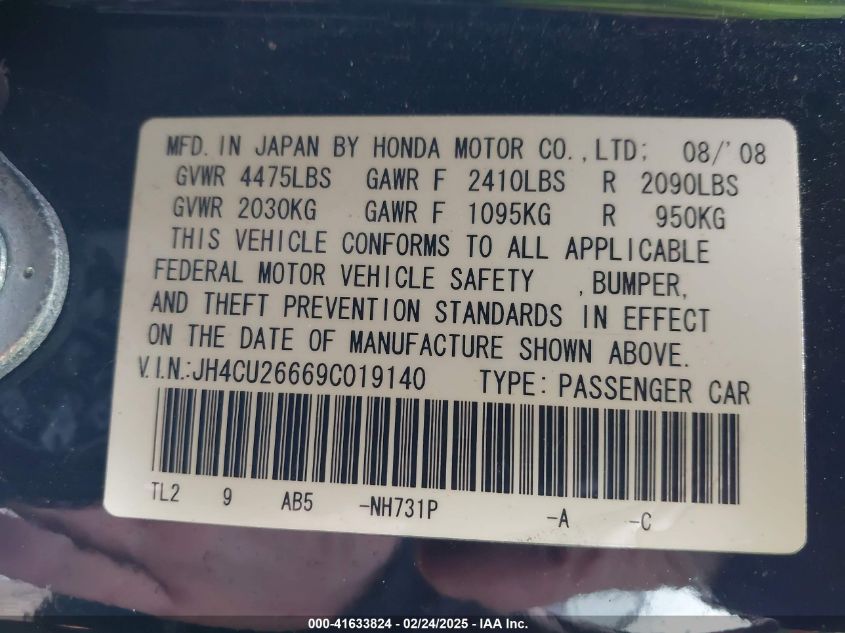 MFD. IN JAPAN BY HONDA MOTOR CO.,LTD: 08/'08
GVWR 4475LBS GAWR F 2410LBS R 2090LBS
GVWR 2030KG GAWR F 1095KG R 950KG
THIS VEHICLE CONFORMS TO ALL APPLICABLE
FEDERAL MOTOR VEHICLE SAFETY ,BUMPER,
AND THEFT PREVENTION STANDARDS IN EFFECT
ON THE DATE OF MANUFACTURE SHOWN ABOVE.
V.I.N.:JH4CU26669C019140 TYPE: PASSENGER CAR
TL2 9 AB5 -NH731P -A -C
000-41633824 / 02/24/2025 / IAA Inc.